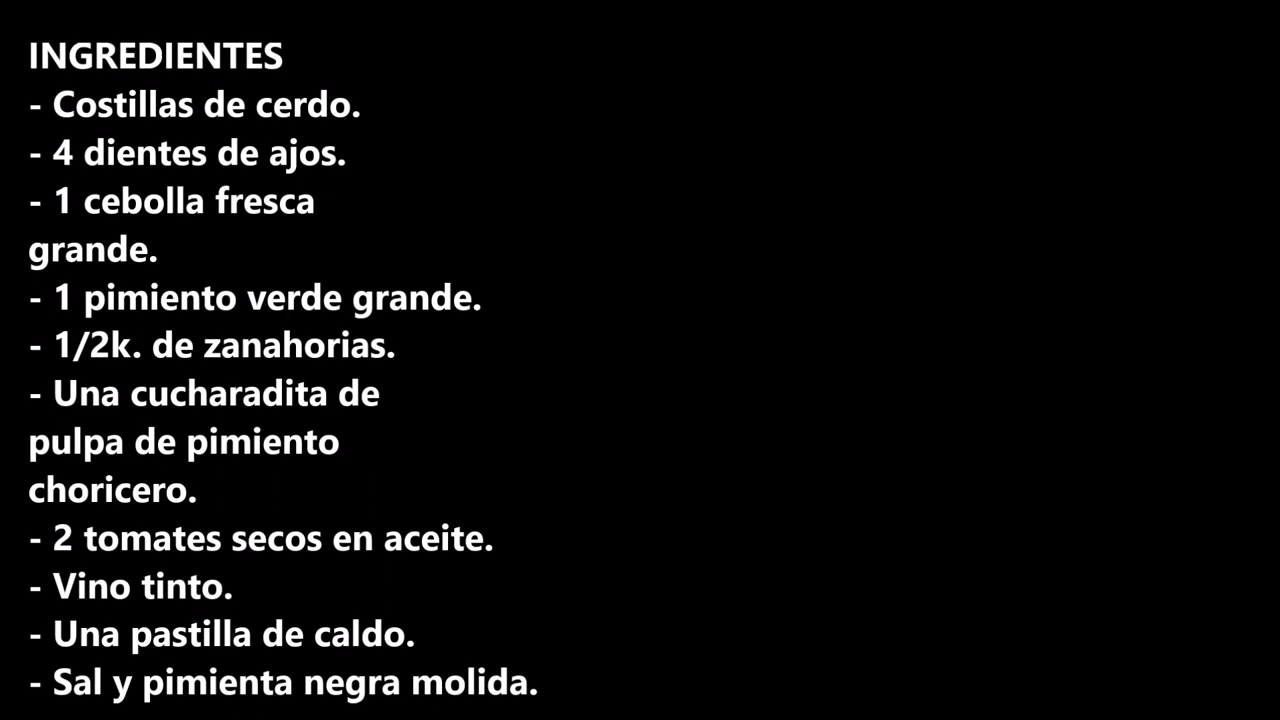 INGREDIENTES
- Costillas de cerdo.
- 4 dientes de ajos.
- 1 cebolla fresca
grande.
- 1 pimiento verde grande.
- 1/2k. de zanahorias.
- Una cucharadita de
pulpa de pimiento
choricero.
- 2 tomates secos en aceite.
- Vino tinto.
- Una pastilla de caldo.
- Sal y pimienta negra molida.